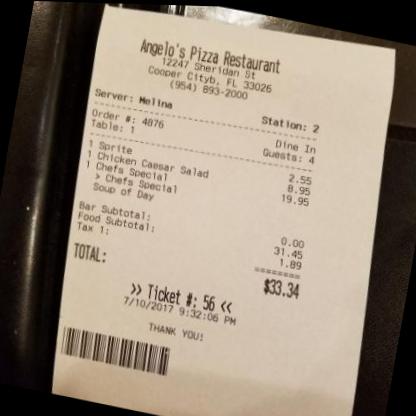 Angelo's Pizza Restaurant
12247 Sheridan St
Cooper Cityb, FL 33026
(954) 893-2000
Server: Melina Station: 2
Order #: 4876 Dine In
Table: 1 Guests: 4
1 Sprite 2.55
1 Chicken Caesar Salad 8.95
1 Chefs Special 19.95
> Chefs Special
Soup of Day
Bar Subtotal: 0.00
Food Subtotal: 31.45
Tax 1: 1.89
========
TOTAL: $33.34
>> Ticket #: 56 <<
7/10/2017 9:32:06 PM
THANK YOU!